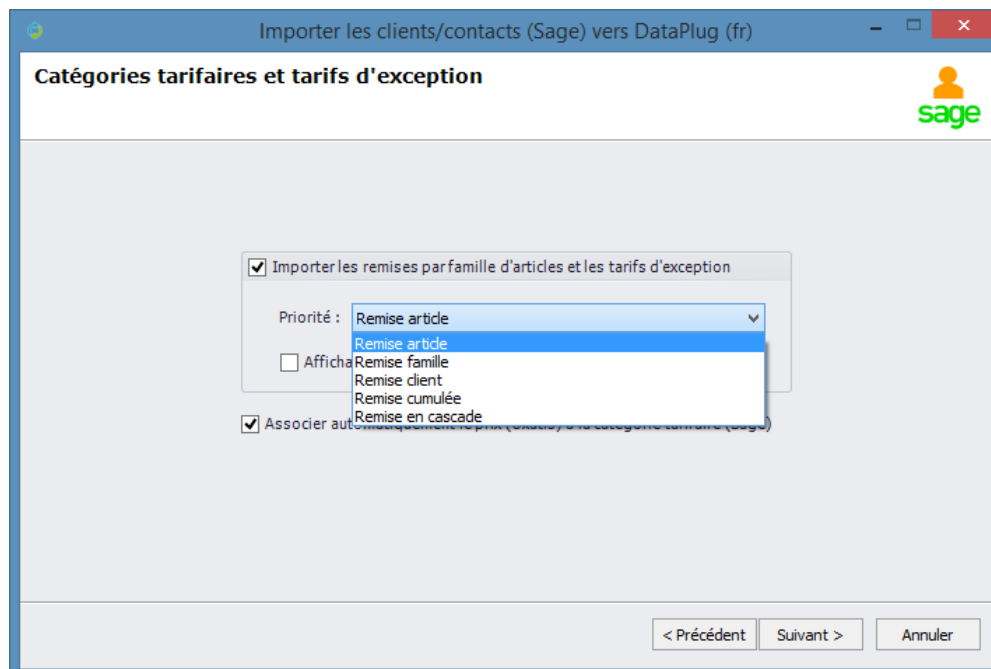 Importer les clients/contacts (Sage) vers DataPlug (fr)
Catégories tarifaires et tarifs d'exception
sage
Importer les remises par famille d'articles et les tarifs d'exception
Priorité : Remise article
Remise article
Afficha
Remise famille
Remise client
Remise cumulée
Remise en cascade
Associer
< Précédent Suivant > Annuler